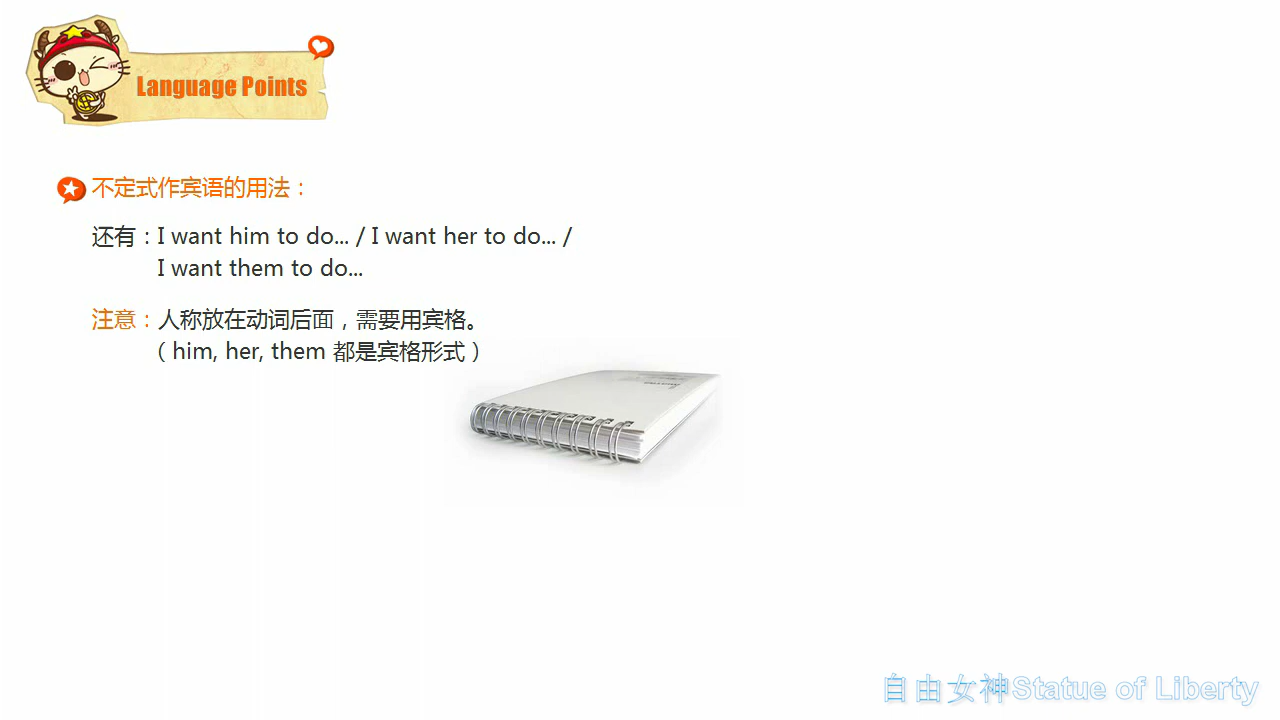 Language Points
不定式作宾语的用法：
还有：I want him to do... / I want her to do... /
I want them to do...
注意：人称放在动词后面，需要用宾格。
（him, her, them 都是宾格形式）
自由女神Statue of Liberty